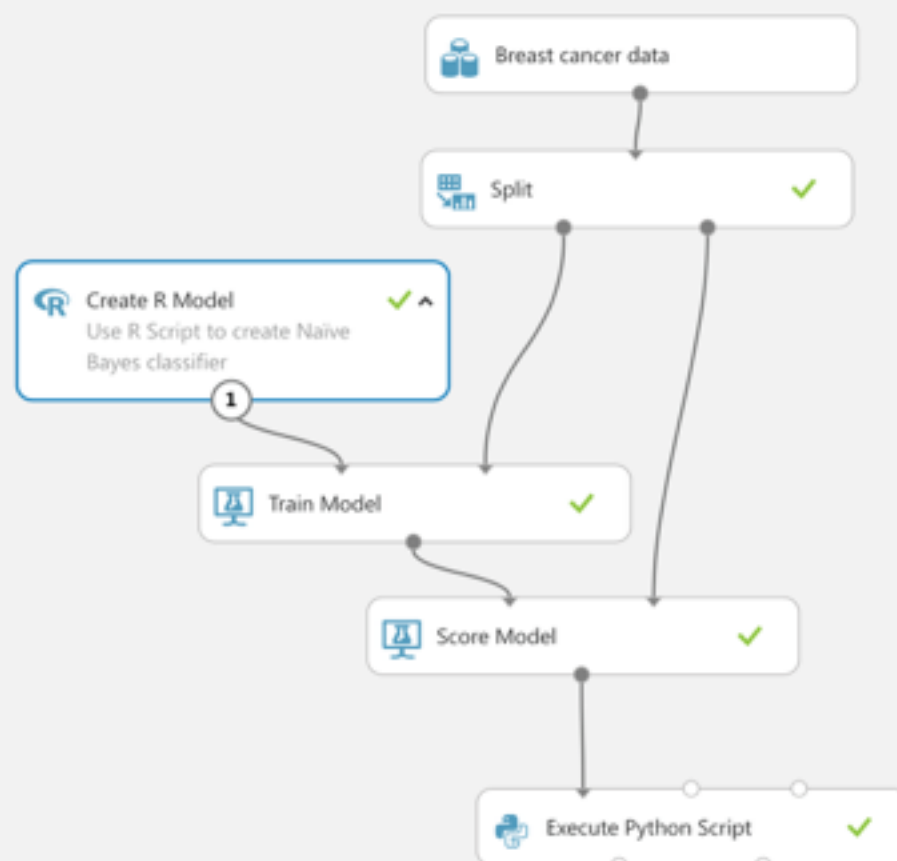 Breast cancer data
Split
Create R Model
Use R Script to create Naïve
Bayes classifier
1
Train Model
Score Model
Execute Python Script